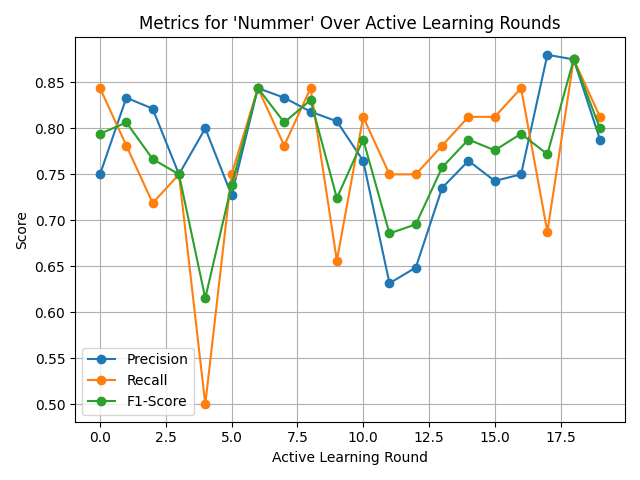 Metrics for 'Nummer' Over Active Learning Rounds
Score
0.85
0.80
0.75
0.70
0.65
0.60
0.55
0.50
Precision
Recall
F1-Score
0.0 2.5 5.0 7.5 10.0 12.5 15.0 17.5
Active Learning Round